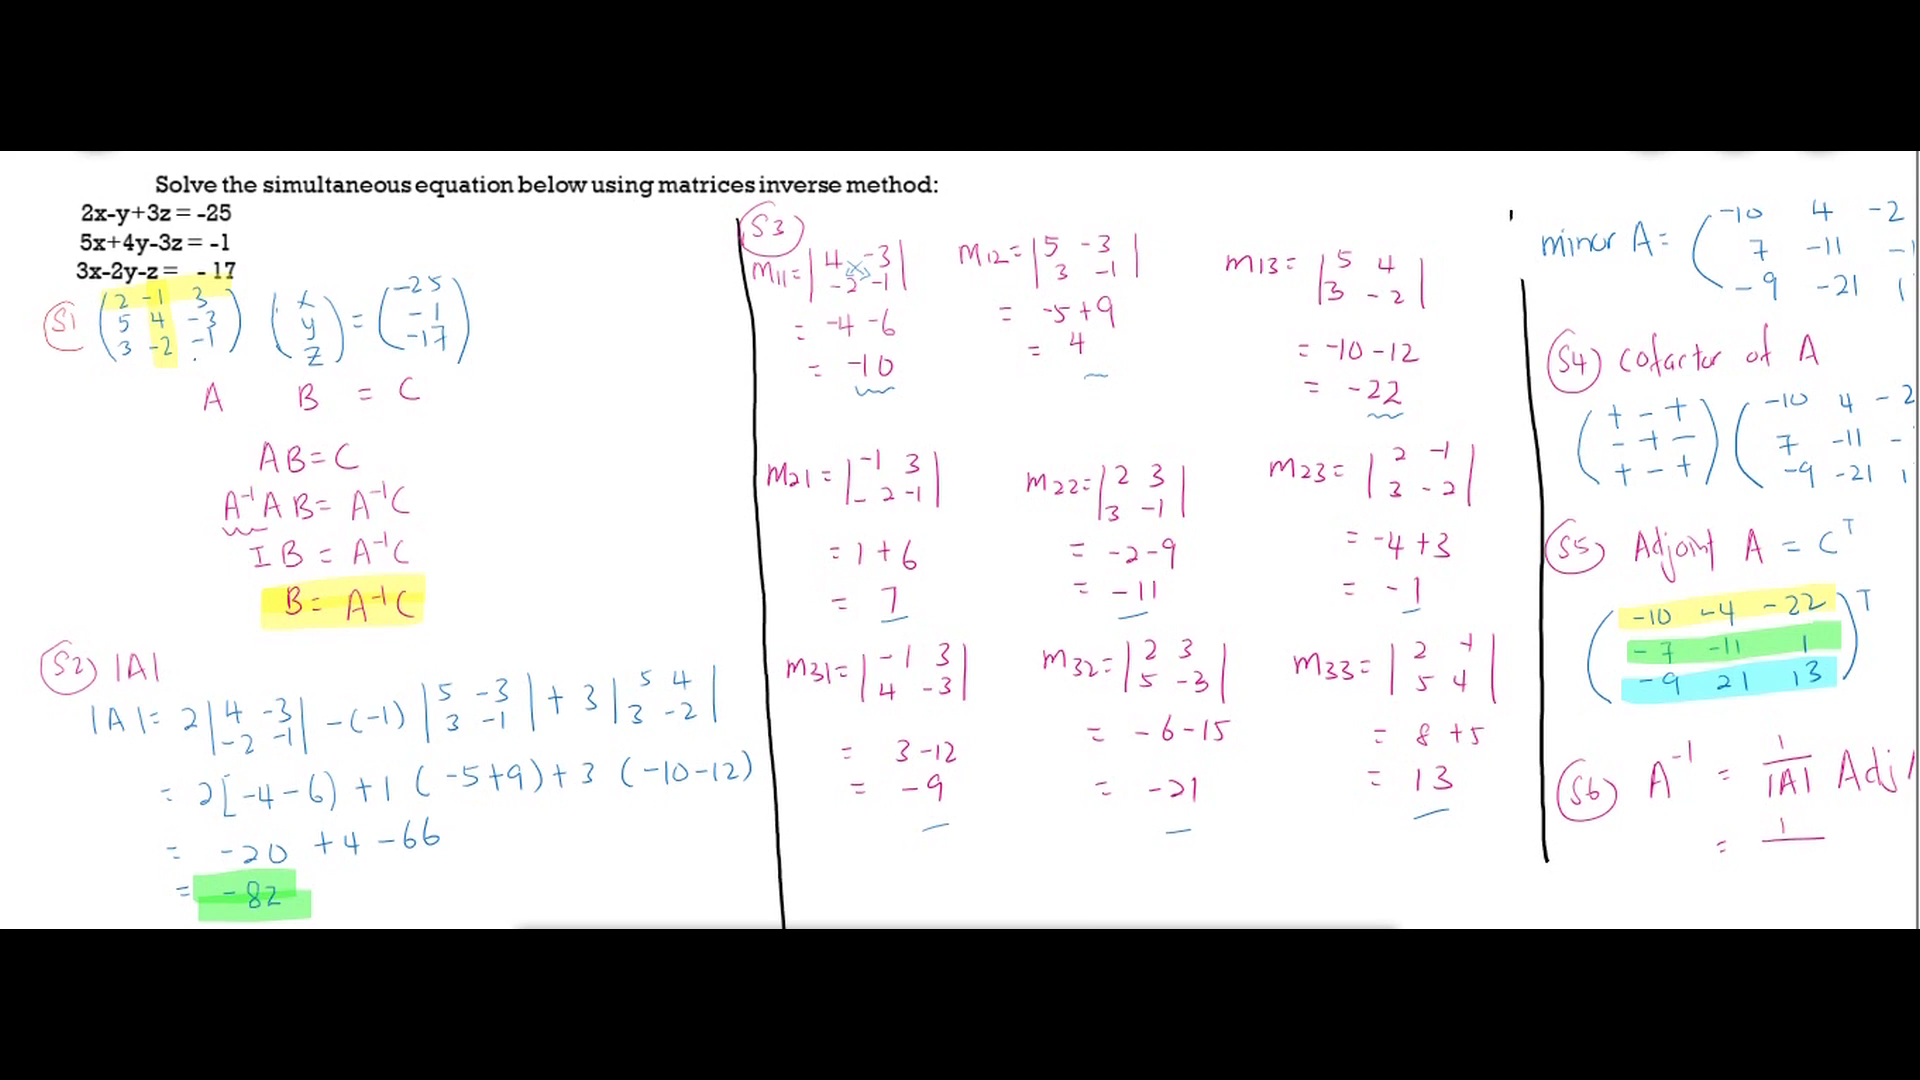 Solve the simultaneous equation below using matrices inverse method:
2x-y+3z = -25
5x+4y-3z = -1
3x-2y-z = - 17
S1
2 -1 3
5 4 -3
3 -2 -1
x
y
z
=
-25
-1
-17
A B = C
AB = C
A⁻¹A B = A⁻¹C
I B = A⁻¹C
B = A⁻¹C
S2) |A|
|A| = 2 |4 -3| - (-1) |5 -3| + 3 |5 4|
|-2 -1| |3 -1| |3 -2|
= 2[-4-6) +1 (-5+9) +3 (-10-12)
= -20 +4 -66
= -82
S3
M11 = |4 -3|
|-2 -1|
= -4 -6
= -10
M12 = |5 -3|
|3 -1|
= -5+9
= 4
M13 = |5 4|
|3 -2|
= -10-12
= -22
M21 = |-1 3|
|-2 -1|
= 1+6
= 7
M22 = |2 3|
|3 -1|
= -2-9
= -11
M23 = |2 -1|
|3 -2|
= -4+3
= -1
M31 = |-1 3|
|4 -3|
= 3-12
= -9
M32 = |2 3|
|5 -3|
= -6-15
= -21
M33 = |2 -1|
|5 4|
= 8+5
= 13
minor A =
-10 4 -2
7 -11 -
-9 -21 1
S4) Cofactor of A
+ - +
- + -
+ - +
-10 4 -2
7 -11 -
-9 -21 1
S5) Adjoint A = Cᵀ
-10 -4 -22
-7 -11 1
-9 21 13
T
S6) A⁻¹ = 1/|A| Adj
= 1